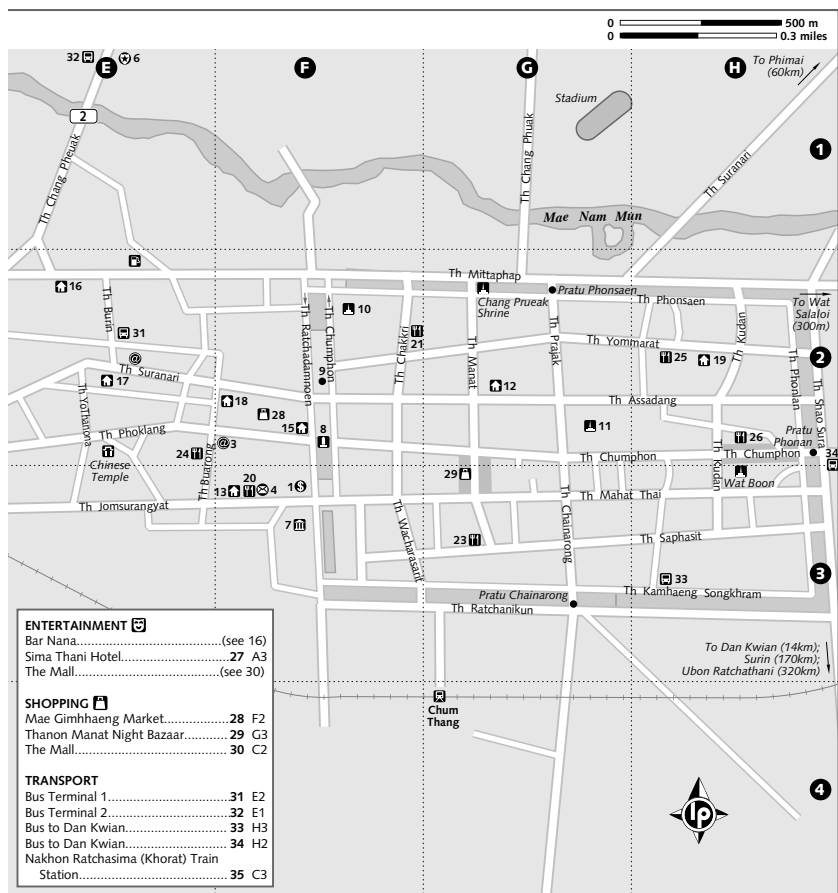 0 500 m
0 0.3 miles
32 E 6 F G H To Phimai
(60km)
Stadium
2
1
Th Chang Pheuak
Th Chang Phuak
Th Suranari
Mae Nam Mun
Th Mittaphap
16
10
Chang Prueak
Shrine
Pratu Phonsaen
Th Phonsaen
To Wat
Salaloi
(300m)
Th Burin
31
Th Ratchadannoen
Th Chumphon
Th Chakkri
21
Th Manat
Th Prajak
Th Yommarat
25
19
Th Kudan
Th Phonlan
Th Shao Sura
2
@
Th Suranari
17
9
12
18
28
Th Assadang
Th YoThanona
Th Phoklang
15
8
11
26
Pratu
Phonan
Chinese
Temple
24
@ 3
Th Buarong
Th Chumphon
34
20
13
4
1 $
29
Th Kudan
Wat Boon
Th Mahat Thai
Th Jomsurangyat
7
Th Wacharasarit
23
Th Chainarong
Th Saphasit
33
3
Pratu Chainarong
Th Kamhaeng Songkhram
Th Ratchanikun
To Dan Kwian (14km);
Surin (170km);
Ubon Ratchathani (320km)
Chum
Thang
4
lp
ENTERTAINMENT
Bar Nana...............................(see 16)
Sima Thani Hotel.....................27 A3
The Mall................................(see 30)
SHOPPING
Mae Gimhhaeng Market.............28 F2
Thanon Manat Night Bazaar........29 G3
The Mall..................................30 C2
TRANSPORT
Bus Terminal 1..........................31 E2
Bus Terminal 2..........................32 E1
Bus to Dan Kwian......................33 H3
Bus to Dan Kwian......................34 H2
Nakhon Ratchasima (Khorat) Train
Station..................................35 C3